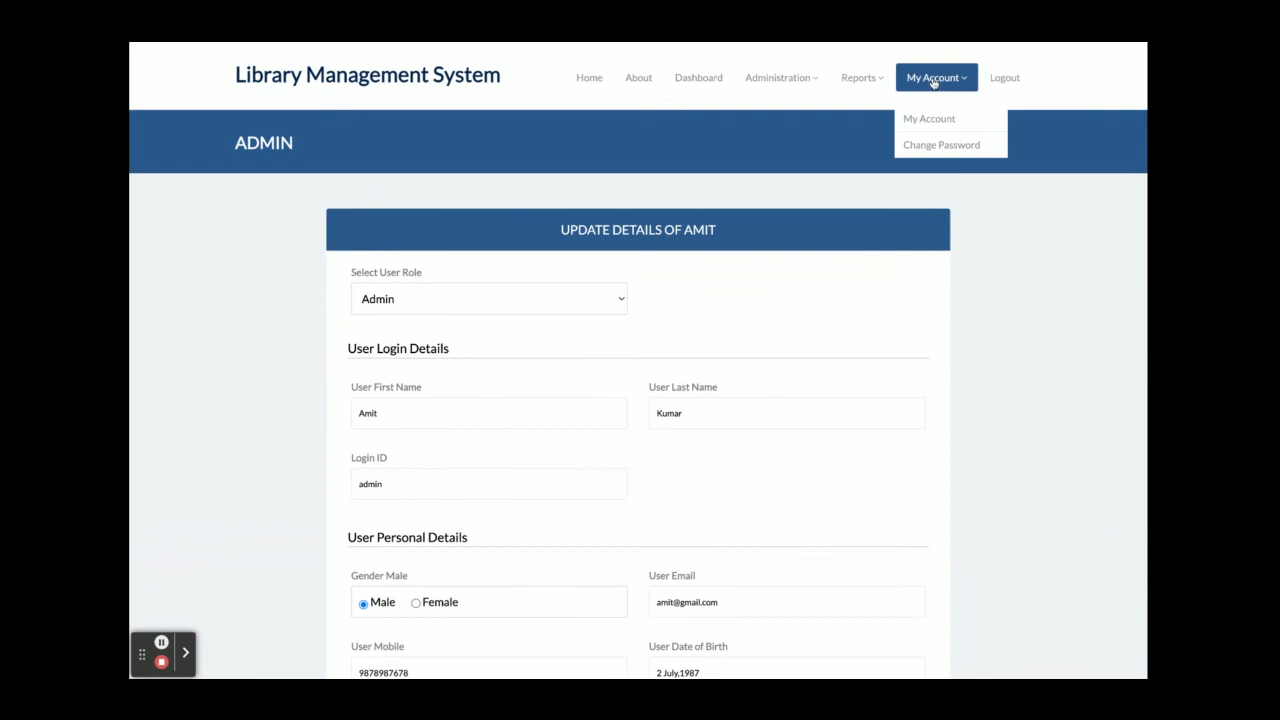 Library Management System
Home About Dashboard Administration Reports My Account Logout
My Account
Change Password
ADMIN
UPDATE DETAILS OF AMIT
Select User Role
Admin
User Login Details
User First Name User Last Name
Amit Kumar
Login ID
admin
User Personal Details
Gender Male User Email
Male Female amit@gmail.com
User Mobile User Date of Birth
9878987678 2 July,1987